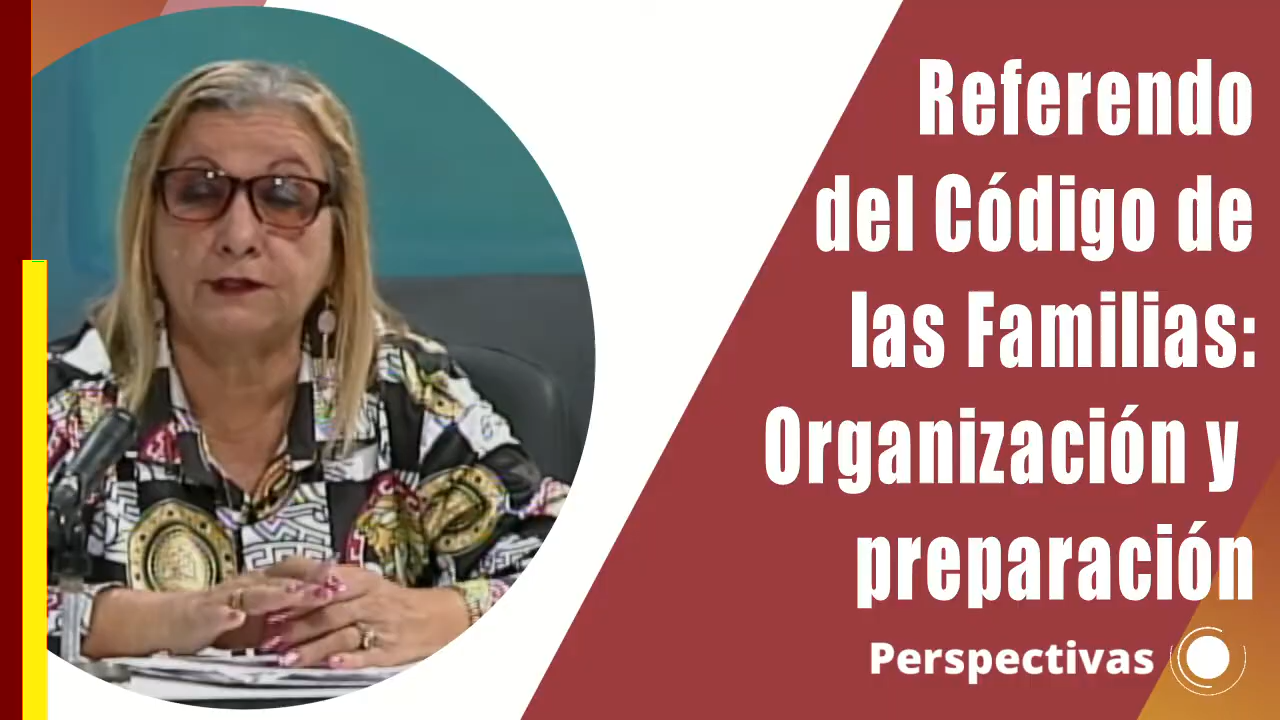 Referendo
del Código de
las Familias:
Organización y
preparación
Perspectivas